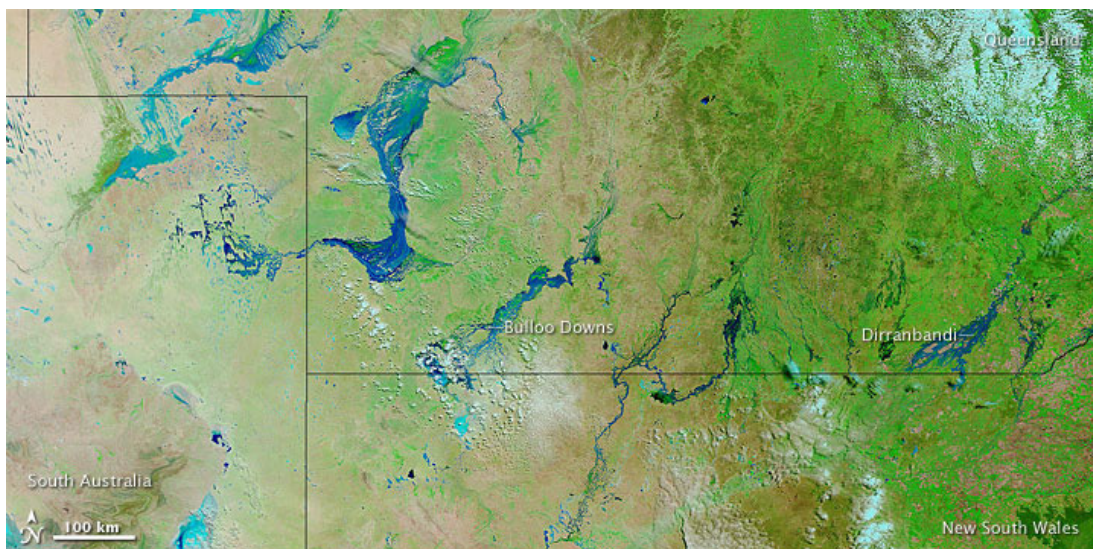 Queensland
Bulloo Downs
Dirranbandi
South Australia
N
100 km
New South Wales